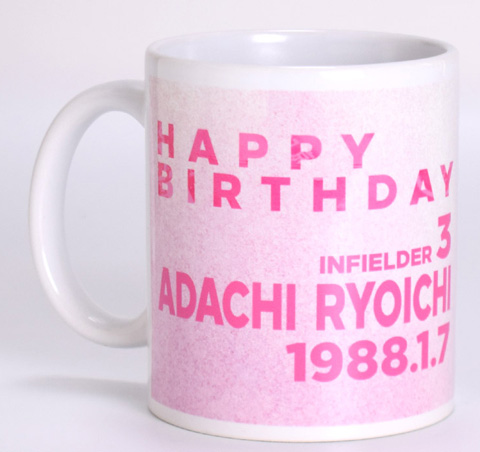 HAPPY
BIRTHDAY
INFIELDER 3
ADACHI RYOICHI
1988.1.7